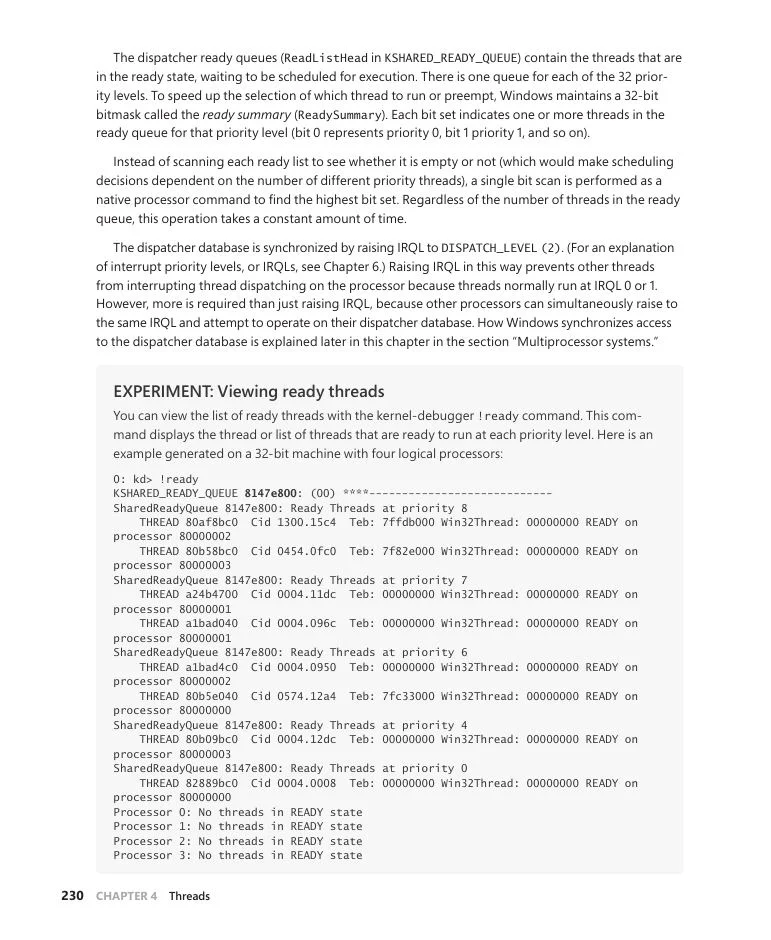 The dispatcher ready queues (ReadListHead in KSHARED_READY_QUEUE) contain the threads that are
in the ready state, waiting to be scheduled for execution. There is one queue for each of the 32 prior-
ity levels. To speed up the selection of which thread to run or preempt, Windows maintains a 32-bit
bitmask called the ready summary (ReadySummary). Each bit set indicates one or more threads in the
ready queue for that priority level (bit 0 represents priority 0, bit 1 priority 1, and so on).
Instead of scanning each ready list to see whether it is empty or not (which would make scheduling
decisions dependent on the number of different priority threads), a single bit scan is performed as a
native processor command to find the highest bit set. Regardless of the number of threads in the ready
queue, this operation takes a constant amount of time.
The dispatcher database is synchronized by raising IRQL to DISPATCH_LEVEL (2). (For an explanation
of interrupt priority levels, or IRQLs, see Chapter 6.) Raising IRQL in this way prevents other threads
from interrupting thread dispatching on the processor because threads normally run at IRQL 0 or 1.
However, more is required than just raising IRQL, because other processors can simultaneously raise to
the same IRQL and attempt to operate on their dispatcher database. How Windows synchronizes access
to the dispatcher database is explained later in this chapter in the section “Multiprocessor systems.”
EXPERIMENT: Viewing ready threads
You can view the list of ready threads with the kernel-debugger !ready command. This com-
mand displays the thread or list of threads that are ready to run at each priority level. Here is an
example generated on a 32-bit machine with four logical processors:
0: kd> !ready
KSHARED_READY_QUEUE 8147e800: (00) ****----------------------------
SharedReadyQueue 8147e800: Ready Threads at priority 8
    THREAD 80af8bc0  Cid 1300.15c4  Teb: 7ffdb000 Win32Thread: 00000000 READY on
processor 80000002
    THREAD 80b58bc0  Cid 0454.0fc0  Teb: 7f82e000 Win32Thread: 00000000 READY on
processor 80000003
SharedReadyQueue 8147e800: Ready Threads at priority 7
    THREAD a24b4700  Cid 0004.11dc  Teb: 00000000 Win32Thread: 00000000 READY on
processor 80000001
    THREAD a1bad040  Cid 0004.096c  Teb: 00000000 Win32Thread: 00000000 READY on
processor 80000001
SharedReadyQueue 8147e800: Ready Threads at priority 6
    THREAD a1bad4c0  Cid 0004.0950  Teb: 00000000 Win32Thread: 00000000 READY on
processor 80000002
    THREAD 80b5e040  Cid 0574.12a4  Teb: 7fc33000 Win32Thread: 00000000 READY on
processor 80000000
SharedReadyQueue 8147e800: Ready Threads at priority 4
    THREAD 80b09bc0  Cid 0004.12dc  Teb: 00000000 Win32Thread: 00000000 READY on
processor 80000003
SharedReadyQueue 8147e800: Ready Threads at priority 0
    THREAD 82889bc0  Cid 0004.0008  Teb: 00000000 Win32Thread: 00000000 READY on
processor 80000000
Processor 0: No threads in READY state
Processor 1: No threads in READY state
Processor 2: No threads in READY state
Processor 3: No threads in READY state
230 CHAPTER 4 Threads